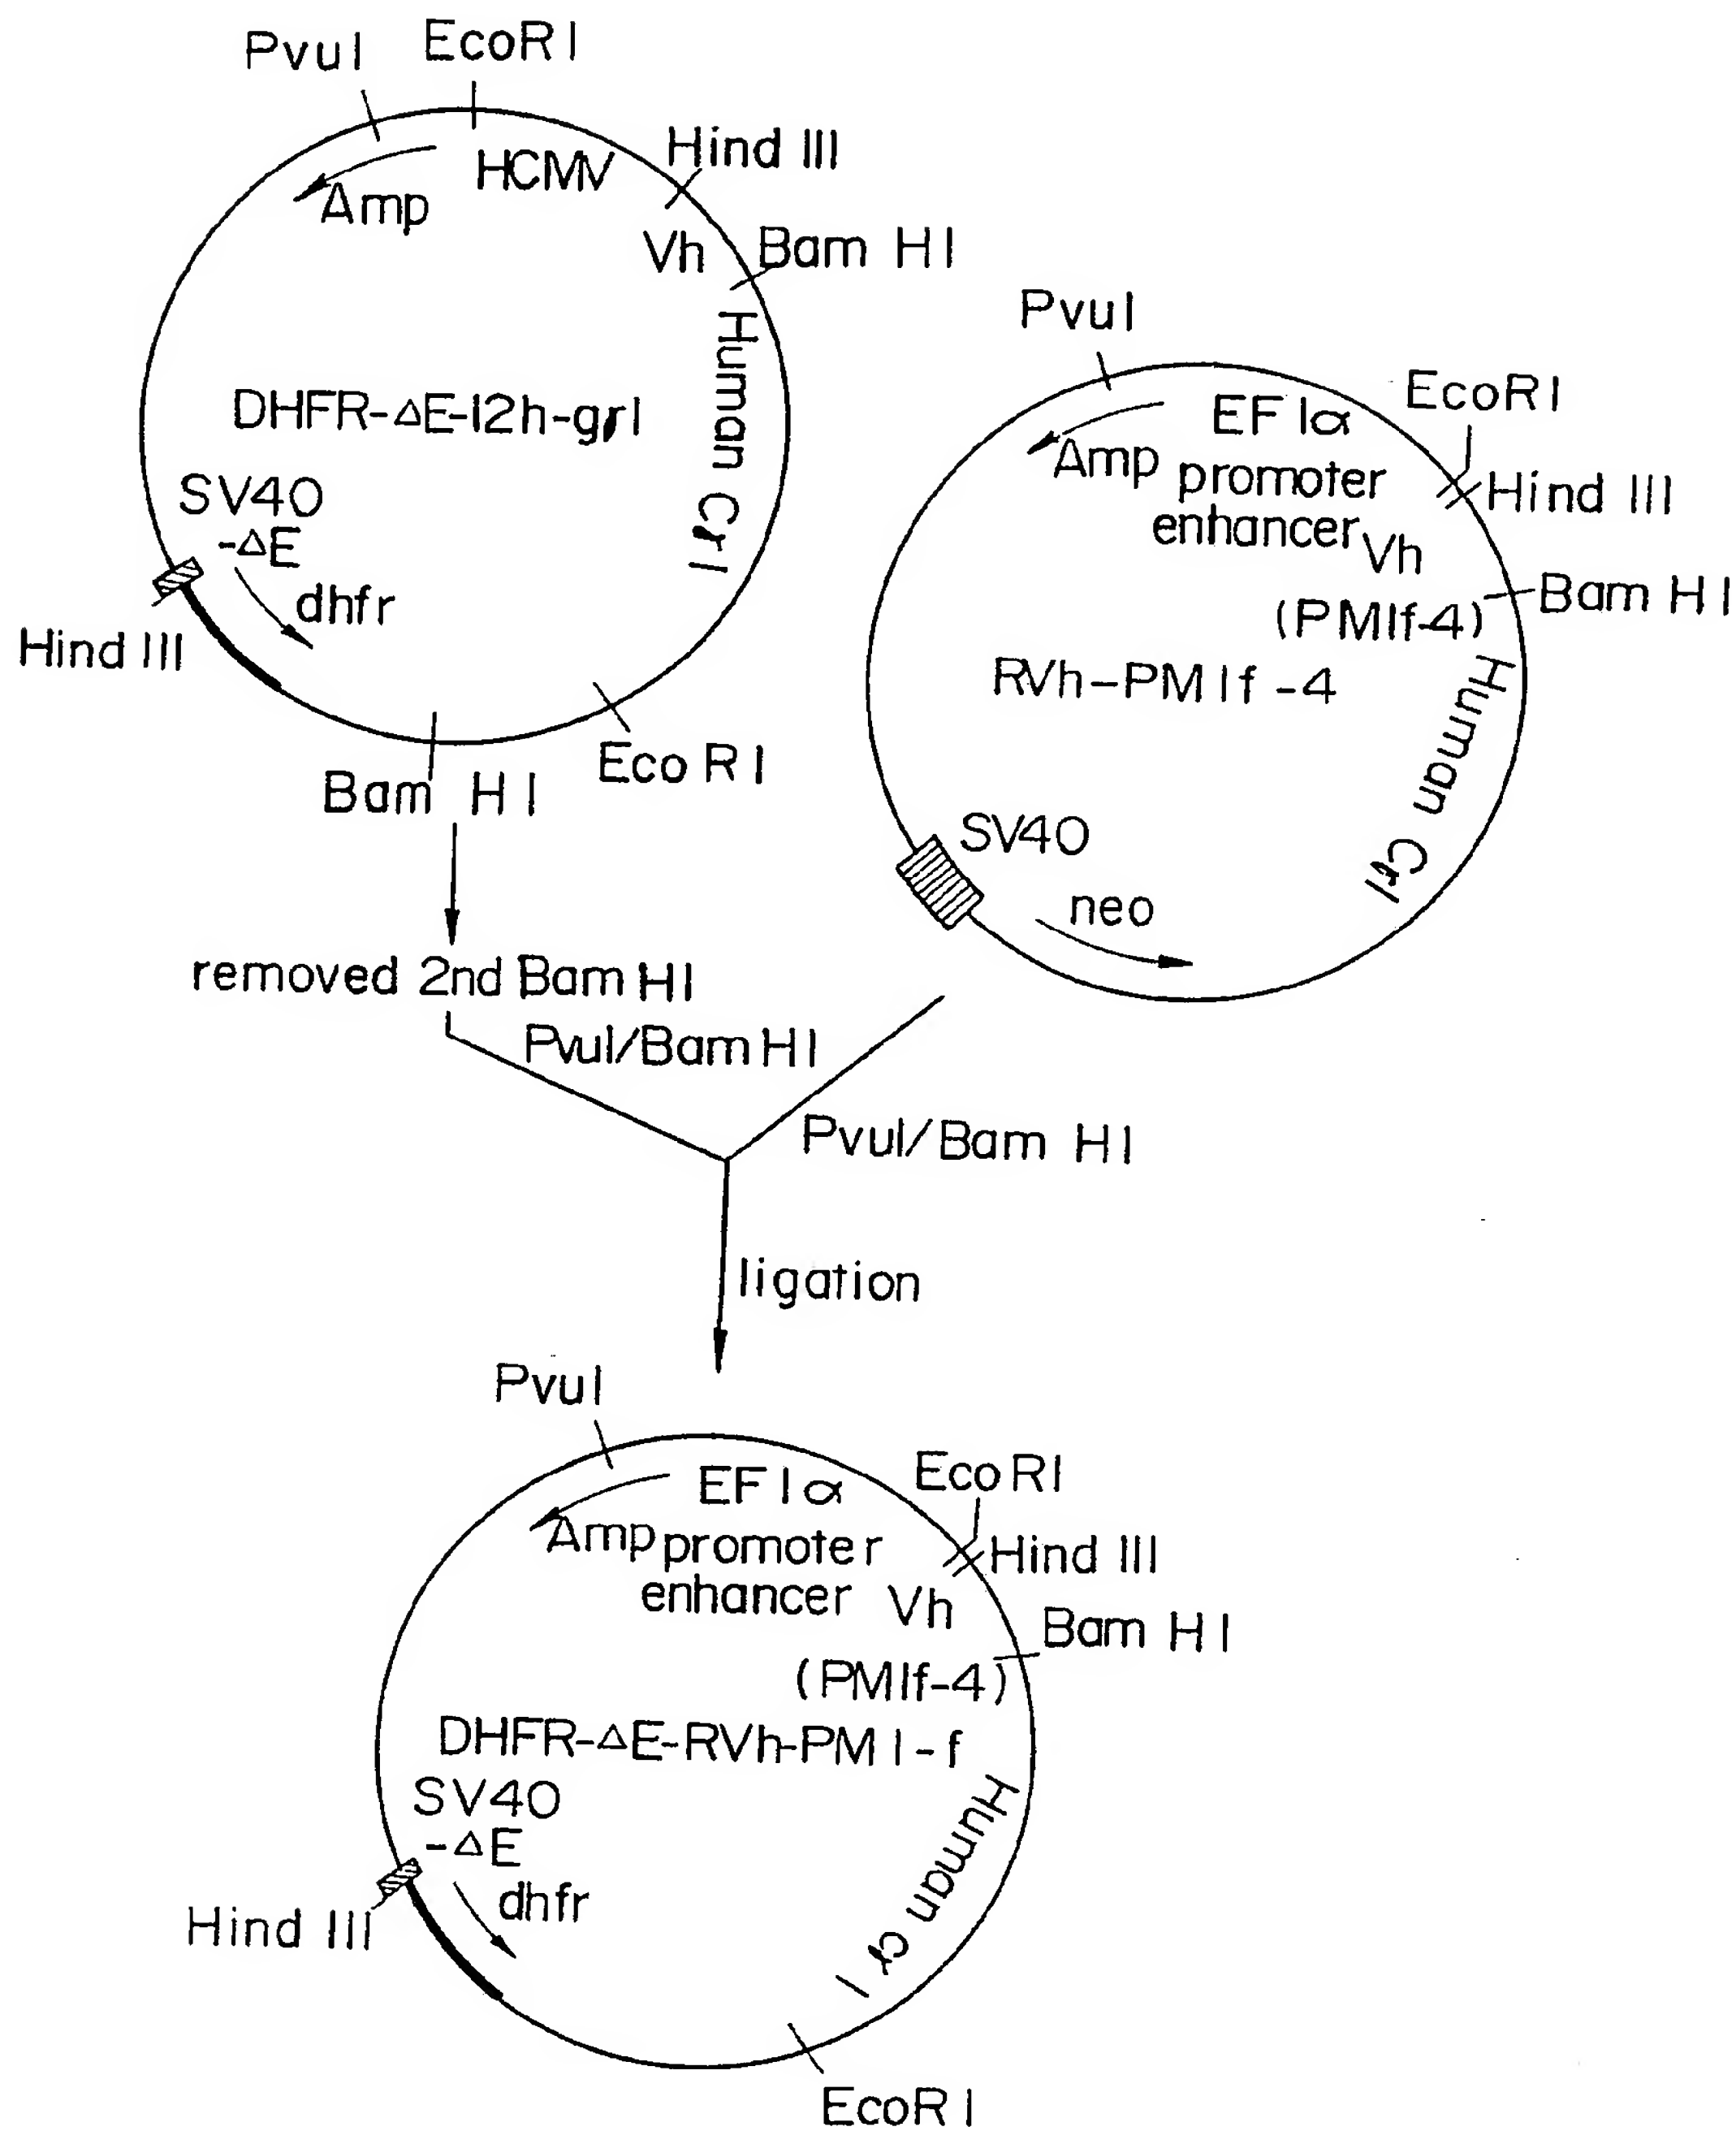 PvuI
EcoRI
HCMV
Hind III
Amp
Vh
Bam HI
Human Cγ1
DHFR-ΔE-12h-gγ1
SV40
-ΔE
dhfr
Hind III
Eco RI
Bam HI
PvuI
EcoRI
EF1α
Amp
promoter
enhancer
Hind III
Vh
(PM1f-4)
Bam HI
RVh-PM1f-4
Human Cγ1
SV40
neo
removed 2nd Bam HI
PvuI/Bam HI
PvuI/Bam HI
ligation
PvuI
EF1α
Eco RI
Amp
promoter
enhancer
Hind III
Vh
Bam HI
(PM1f-4)
DHFR-ΔE-RVh-PM1-f
SV40
-ΔE
dhfr
Human Cγ1
Hind III
EcoRI